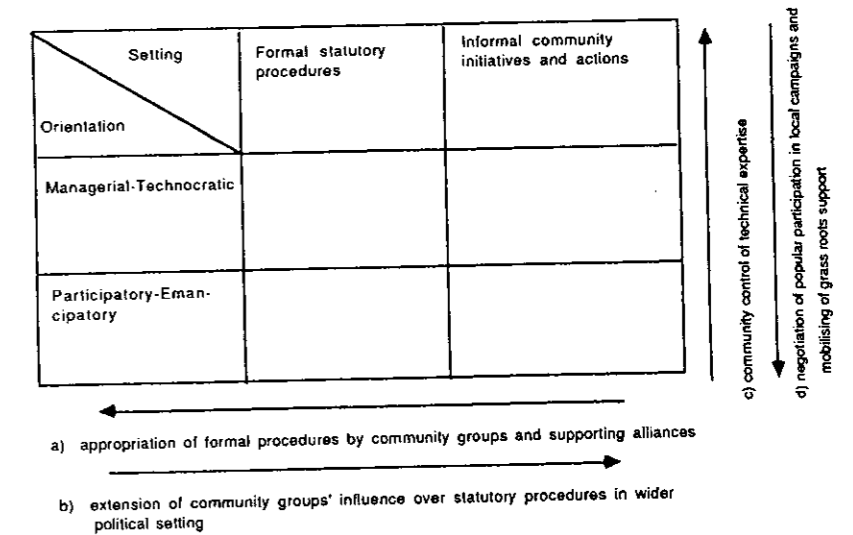 Setting
Orientation
Formal statutory
procedures
Informal community
initiatives and actions
Managerial-Technocratic
Participatory-Eman-
cipatory
a) appropriation of formal procedures by community groups and supporting alliances
b) extension of community groups' influence over statutory procedures in wider
political setting
c) community control of technical expertise
d) negotiation of popular participation in local campaigns and
mobilising of grass roots support